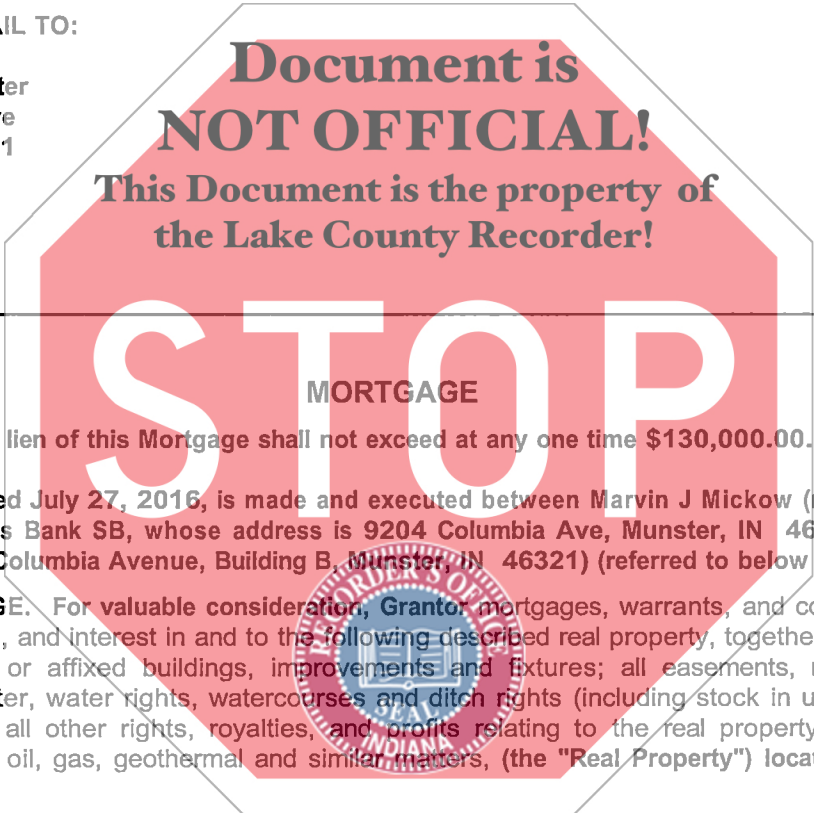 IL TO:
Document is
ter
NOT OFFICIAL!
1
This Document is the property of
the Lake County Recorder!
STOP
MORTGAGE
lien of this Mortgage shall not exceed at any one time $130,000.00.
ed July 27, 2016, is made and executed between Marvin J Mickow (
s Bank SB, whose address is 9204 Columbia Ave, Munster, IN 46
Columbia Avenue, Building B, Munster, IN 46321) (referred to below
GE. For valuable consideration, Grantor mortgages, warrants, and co
, and interest in and to the following described real property, togethe
or affixed buildings, improvements and fixtures; all easements,
ter, water rights, watercourses and ditch rights (including stock in u
all other rights, royalties, and profits relating to the real property
oil, gas, geothermal and similar matters, (the "Real Property") locat
RECORDER'S OFFICE
SEAL
INDIANA